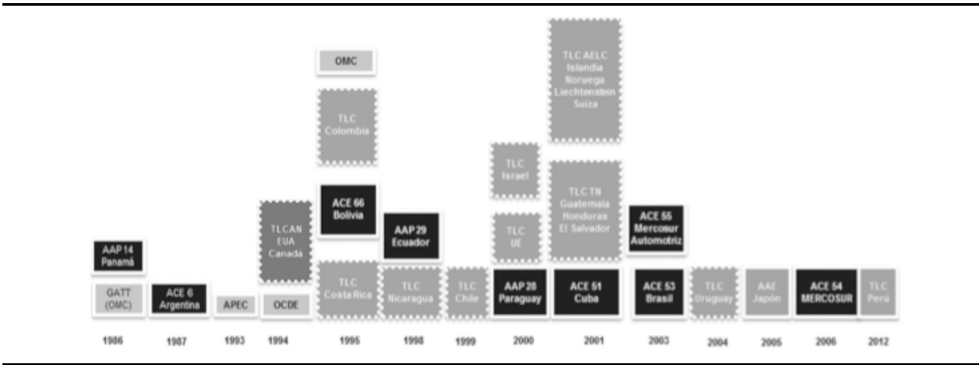 OMC
TLC AELC
Islandia
Noruega
Liechtenstein
Suiza
TLC
Colombia
TLC
Israel
TLC TN
Guatemala
Honduras
El Salvador
ACE 66
Bolivia
TLCAN
EUA
Canadá
AAP 29
Ecuador
TLC
UE
ACE 55
Mercosur
Automotriz
AAP 14
Panamá
GATT
(OMC)
ACE 6
Argentina
APEC
OCDE
TLC
Costa Rica
TLC
Nicaragua
TLC
Chile
AAP 28
Paraguay
ACE 51
Cuba
ACE 53
Brasil
TLC
Uruguay
AAE
Japón
ACE 54
MERCOSUR
TLC
Perú
1986 1987 1993 1994 1995 1998 1999 2000 2001 2003 2004 2005 2006 2012